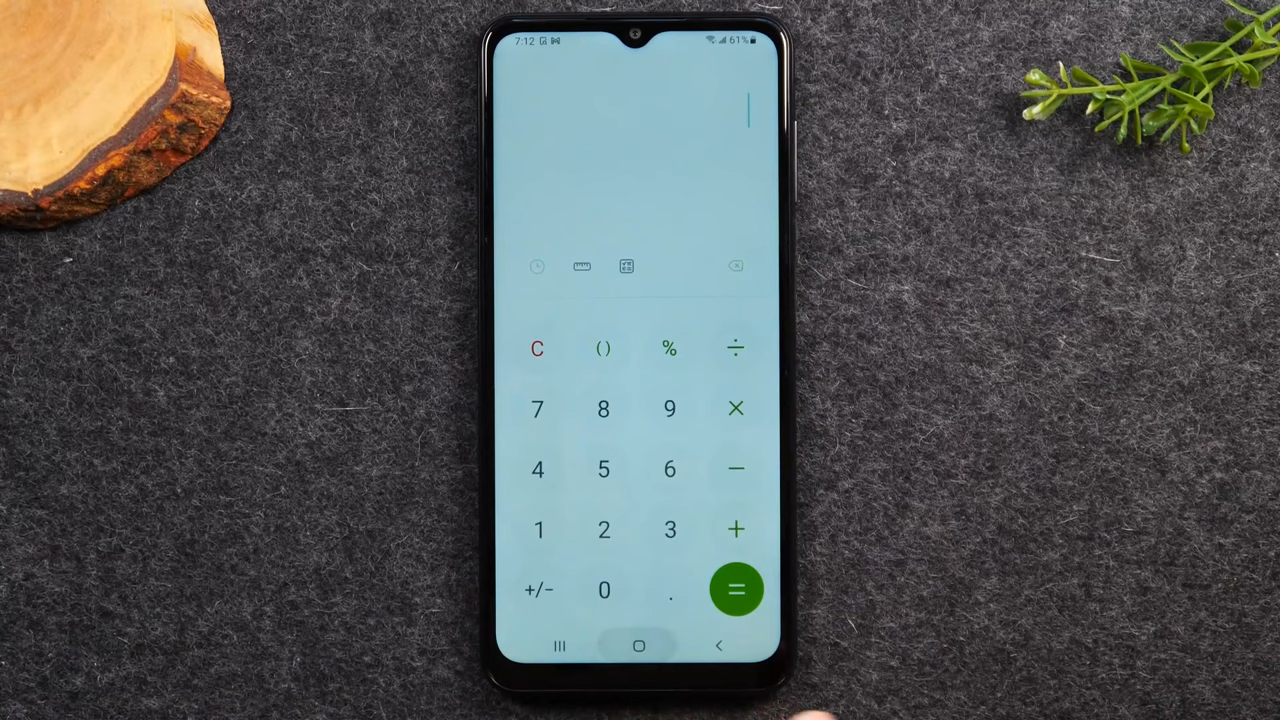 7:12 61%
C () % ÷
7 8 9 ×
4 5 6 −
1 2 3 +
+/− 0 . =